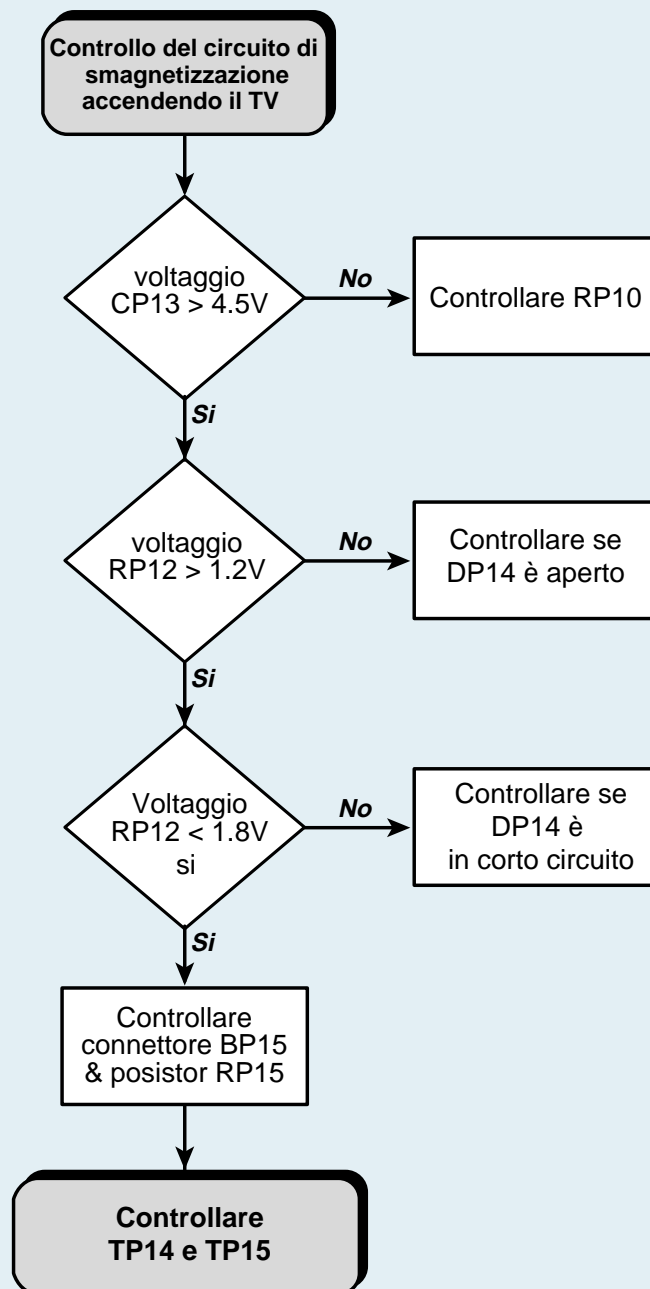 Controllo del circuito di
smagnetizzazione
accendendo il TV
voltaggio
CP13 > 4.5V
No
Controllare RP10
Si
voltaggio
RP12 > 1.2V
No
Controllare se
DP14 è aperto
Si
Voltaggio
RP12 < 1.8V
si
No
Controllare se
DP14 è
in corto circuito
Si
Controllare
connettore BP15
& posistor RP15
Controllare
TP14 e TP15